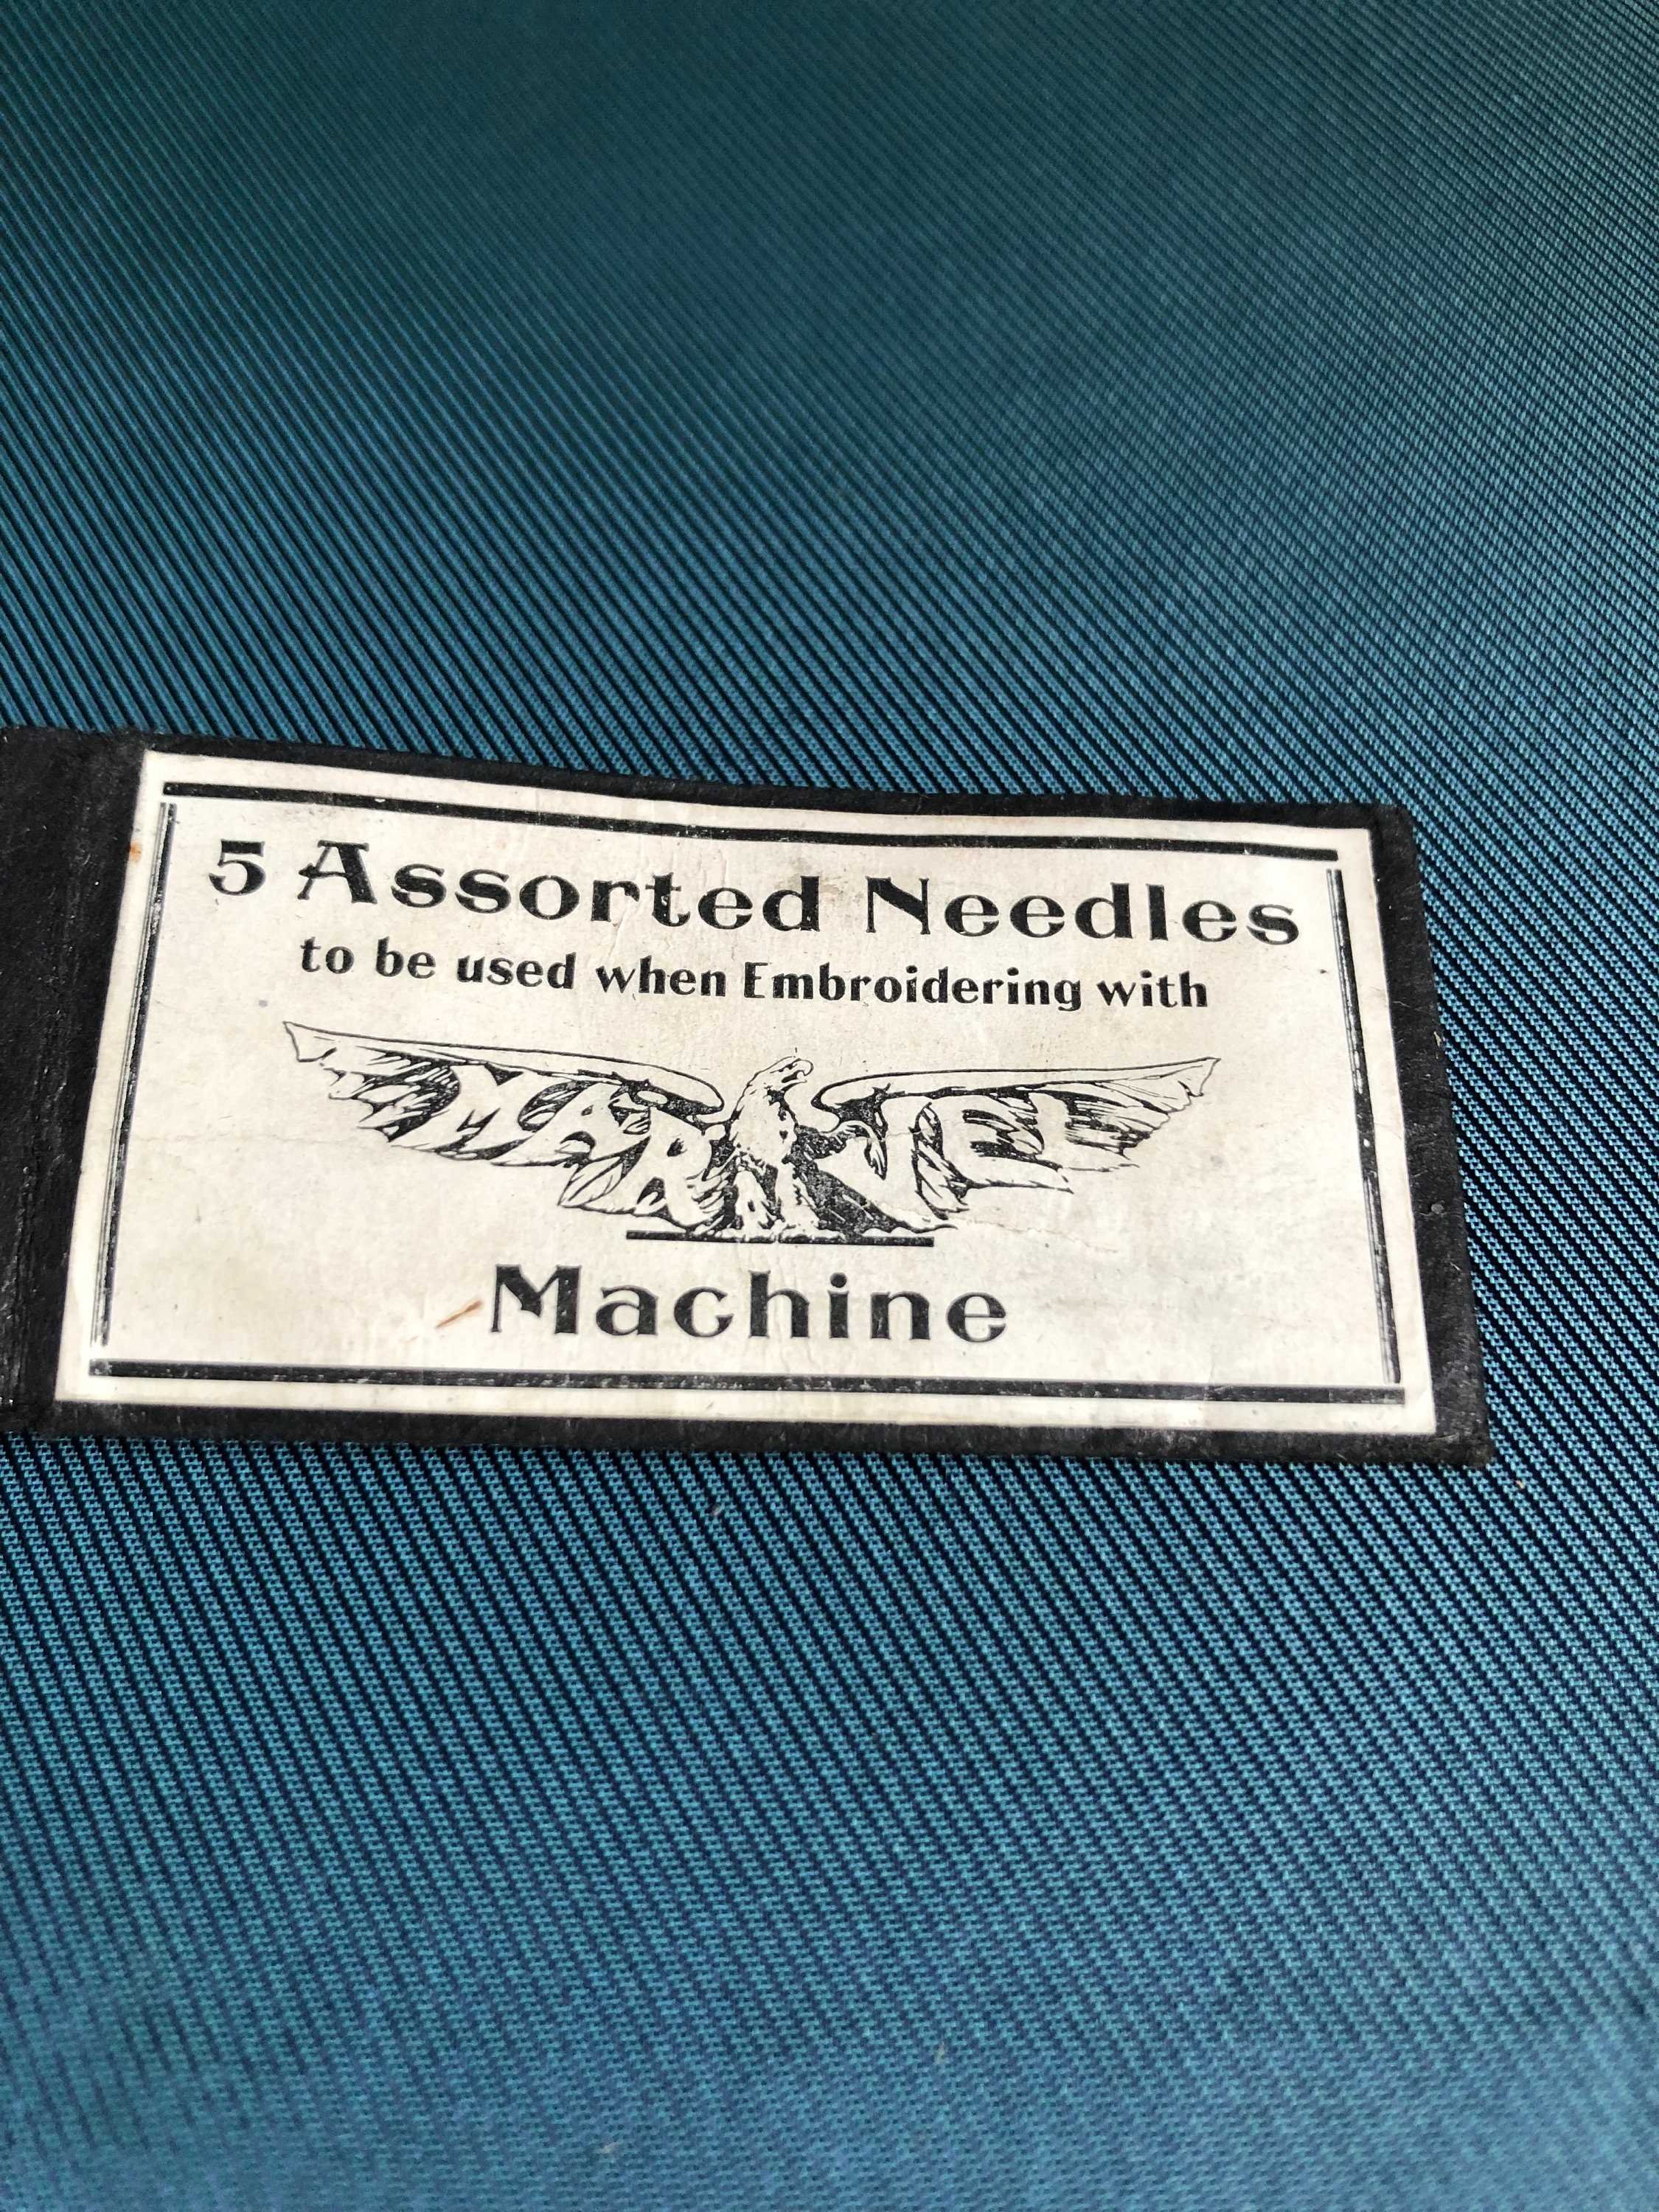 5 Assorted Needles
to be used when Embroidering with
MARVEL
Machine